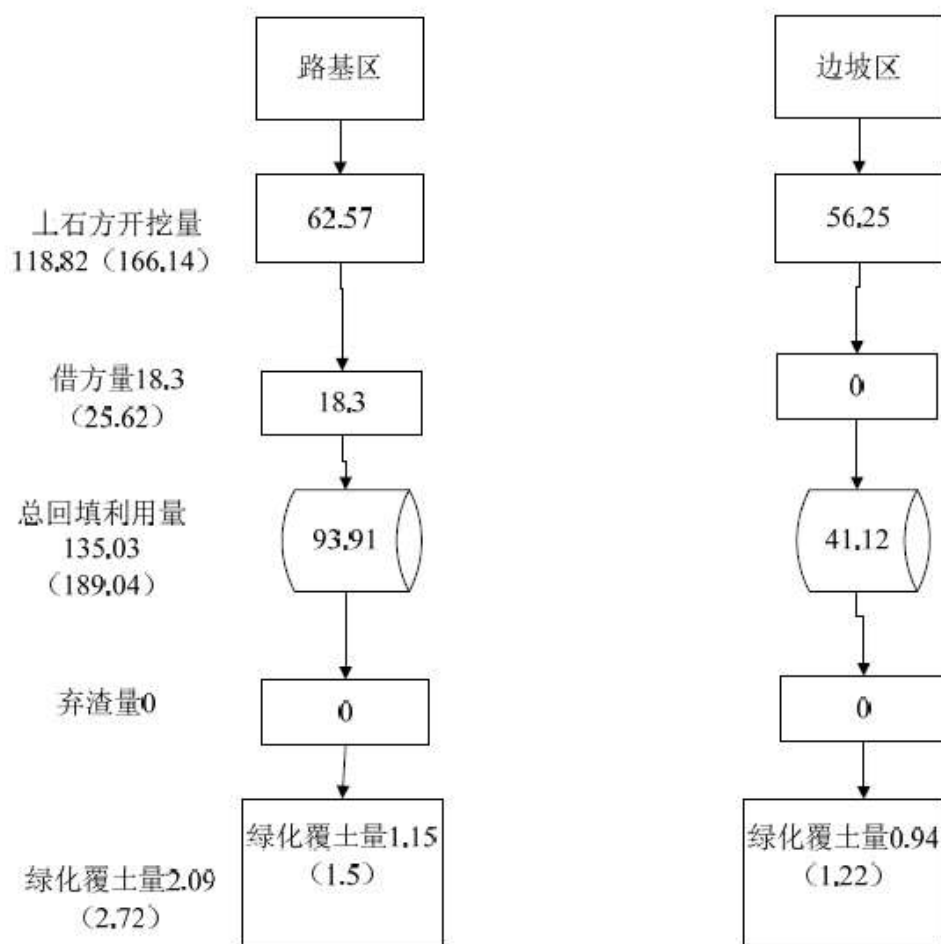 路基区
边坡区
土石方开挖量
118.82（166.14）
62.57
56.25
借方量18.3
（25.62）
18.3
0
总回填利用量
135.03
（189.04）
93.91
41.12
弃渣量0
0
0
绿化覆土量2.09
（2.72）
绿化覆土量1.15
（1.5）
绿化覆土量0.94
（1.22）